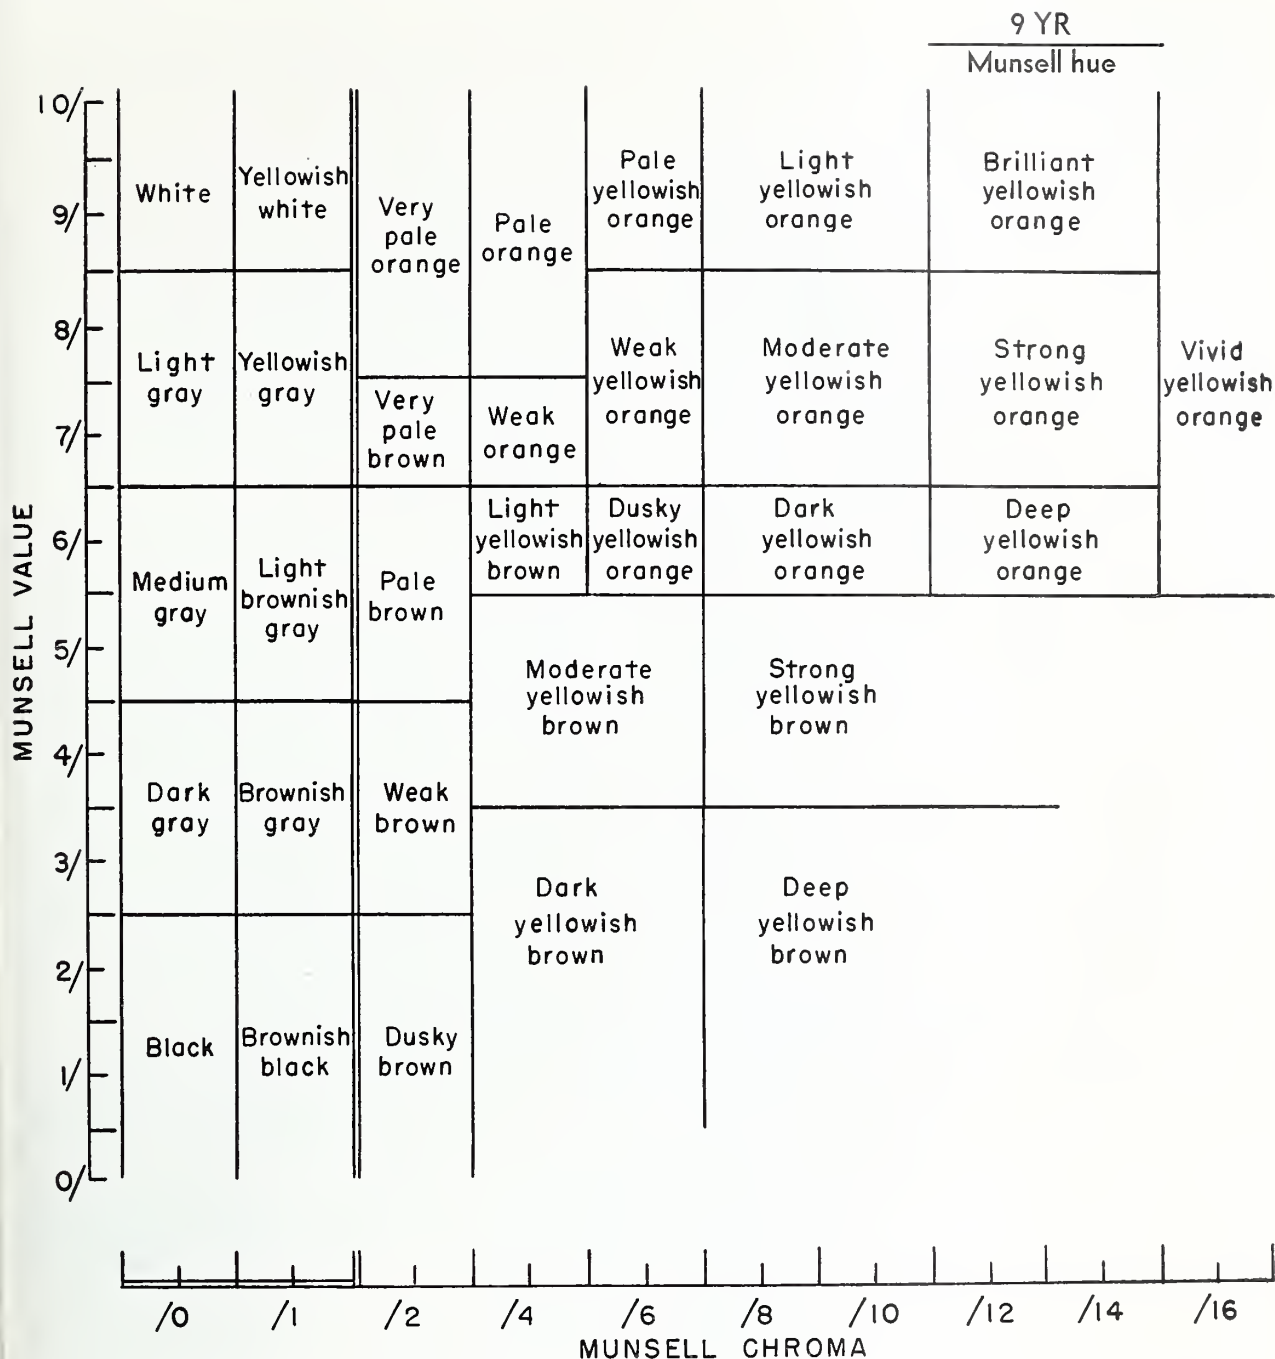 9 YR
Munsell hue
10/
9/
8/
7/
6/
5/
4/
3/
2/
1/
0/
MUNSELL VALUE
White
Yellowish
white
Very
pale
orange
Pale
orange
Pale
yellowish
orange
Light
yellowish
orange
Brilliant
yellowish
orange
Light
gray
Yellowish
gray
Very
pale
brown
Weak
orange
Weak
yellowish
orange
Moderate
yellowish
orange
Strong
yellowish
orange
Vivid
yellowish
orange
Medium
gray
Light
brownish
gray
Pale
brown
Light
yellowish
brown
Dusky
yellowish
orange
Dark
yellowish
orange
Deep
yellowish
orange
Moderate
yellowish
brown
Strong
yellowish
brown
Dark
gray
Brownish
gray
Weak
brown
Dark
yellowish
brown
Deep
yellowish
brown
Black
Brownish
black
Dusky
brown
/0 /1 /2 /4 /6 /8 /10 /12 /14 /16
MUNSELL CHROMA